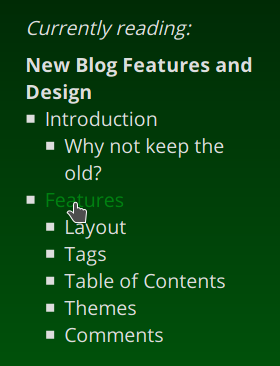 Currently reading:
New Blog Features and
Design
Introduction
Why not keep the
old?
Features
Layout
Tags
Table of Contents
Themes
Comments